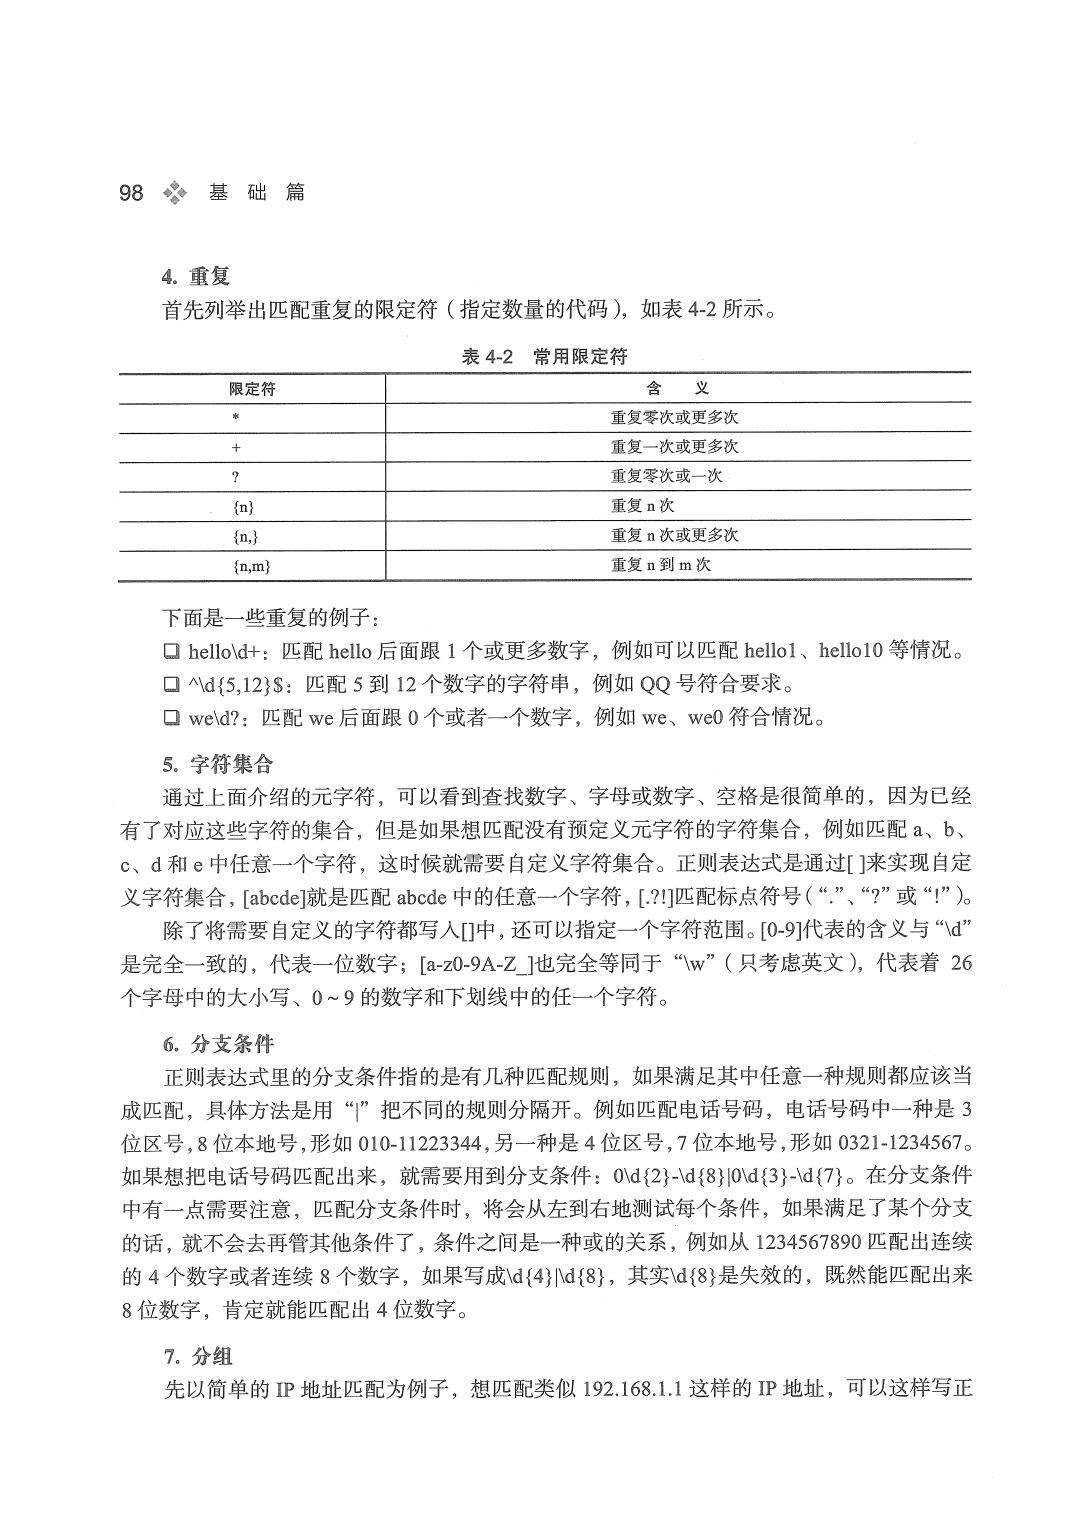 98 基础篇
4. 重复
首先列举出匹配重复的限定符（指定数量的代码），如表 4-2 所示。
表 4-2 常用限定符
限定符 含 义
* 重复零次或更多次
+ 重复一次或更多次
? 重复零次或一次
{n} 重复 n 次
{n,} 重复 n 次或更多次
{n,m} 重复 n 到 m 次
下面是一些重复的例子：
❑ hello\d+：匹配 hello 后面跟 1 个或更多数字，例如可以匹配 hello1、hello10 等情况。
❑ ^\d{5,12}$：匹配 5 到 12 个数字的字符串，例如 QQ 号符合要求。
❑ we\d?：匹配 we 后面跟 0 个或者一个数字，例如 we、we0 符合情况。
5. 字符集合
通过上面介绍的元字符，可以看到查找数字、字母或数字、空格是很简单的，因为已经
有了对应这些字符的集合，但是如果想匹配没有预定义元字符的字符集合，例如匹配 a、b、
c、d 和 e 中任意一个字符，这时候就需要自定义字符集合。正则表达式是通过[ ]来实现自定
义字符集合，[abcde]就是匹配 abcde 中的任意一个字符，[.?!]匹配标点符号（“.”、“?”或“!”）。
除了将需要自定义的字符都写入[]中，还可以指定一个字符范围。[0-9]代表的含义与“\d”
是完全一致的，代表一位数字；[a-z0-9A-Z_]也完全等同于“\w”（只考虑英文），代表着 26
个字母中的大小写、0～9 的数字和下划线中的任一个字符。
6. 分支条件
正则表达式里的分支条件指的是有几种匹配规则，如果满足其中任意一种规则都应该当
成匹配，具体方法是用“|”把不同的规则分隔开。例如匹配电话号码，电话号码中一种是 3
位区号，8 位本地号，形如 010-11223344，另一种是 4 位区号，7 位本地号，形如 0321-1234567。
如果想把电话号码匹配出来，就需要用到分支条件：0\d{2}-\d{8}|0\d{3}-\d{7}。在分支条件
中有一点需要注意，匹配分支条件时，将会从左到右地测试每个条件，如果满足了某个分支
的话，就不会去再管其他条件了，条件之间是一种或的关系，例如从 1234567890 匹配出连续
的 4 个数字或者连续 8 个数字，如果写成\d{4}|\d{8}，其实\d{8}是失效的，既然能匹配出来
8 位数字，肯定就能匹配出 4 位数字。
7. 分组
先以简单的 IP 地址匹配为例子，想匹配类似 192.168.1.1 这样的 IP 地址，可以这样写正